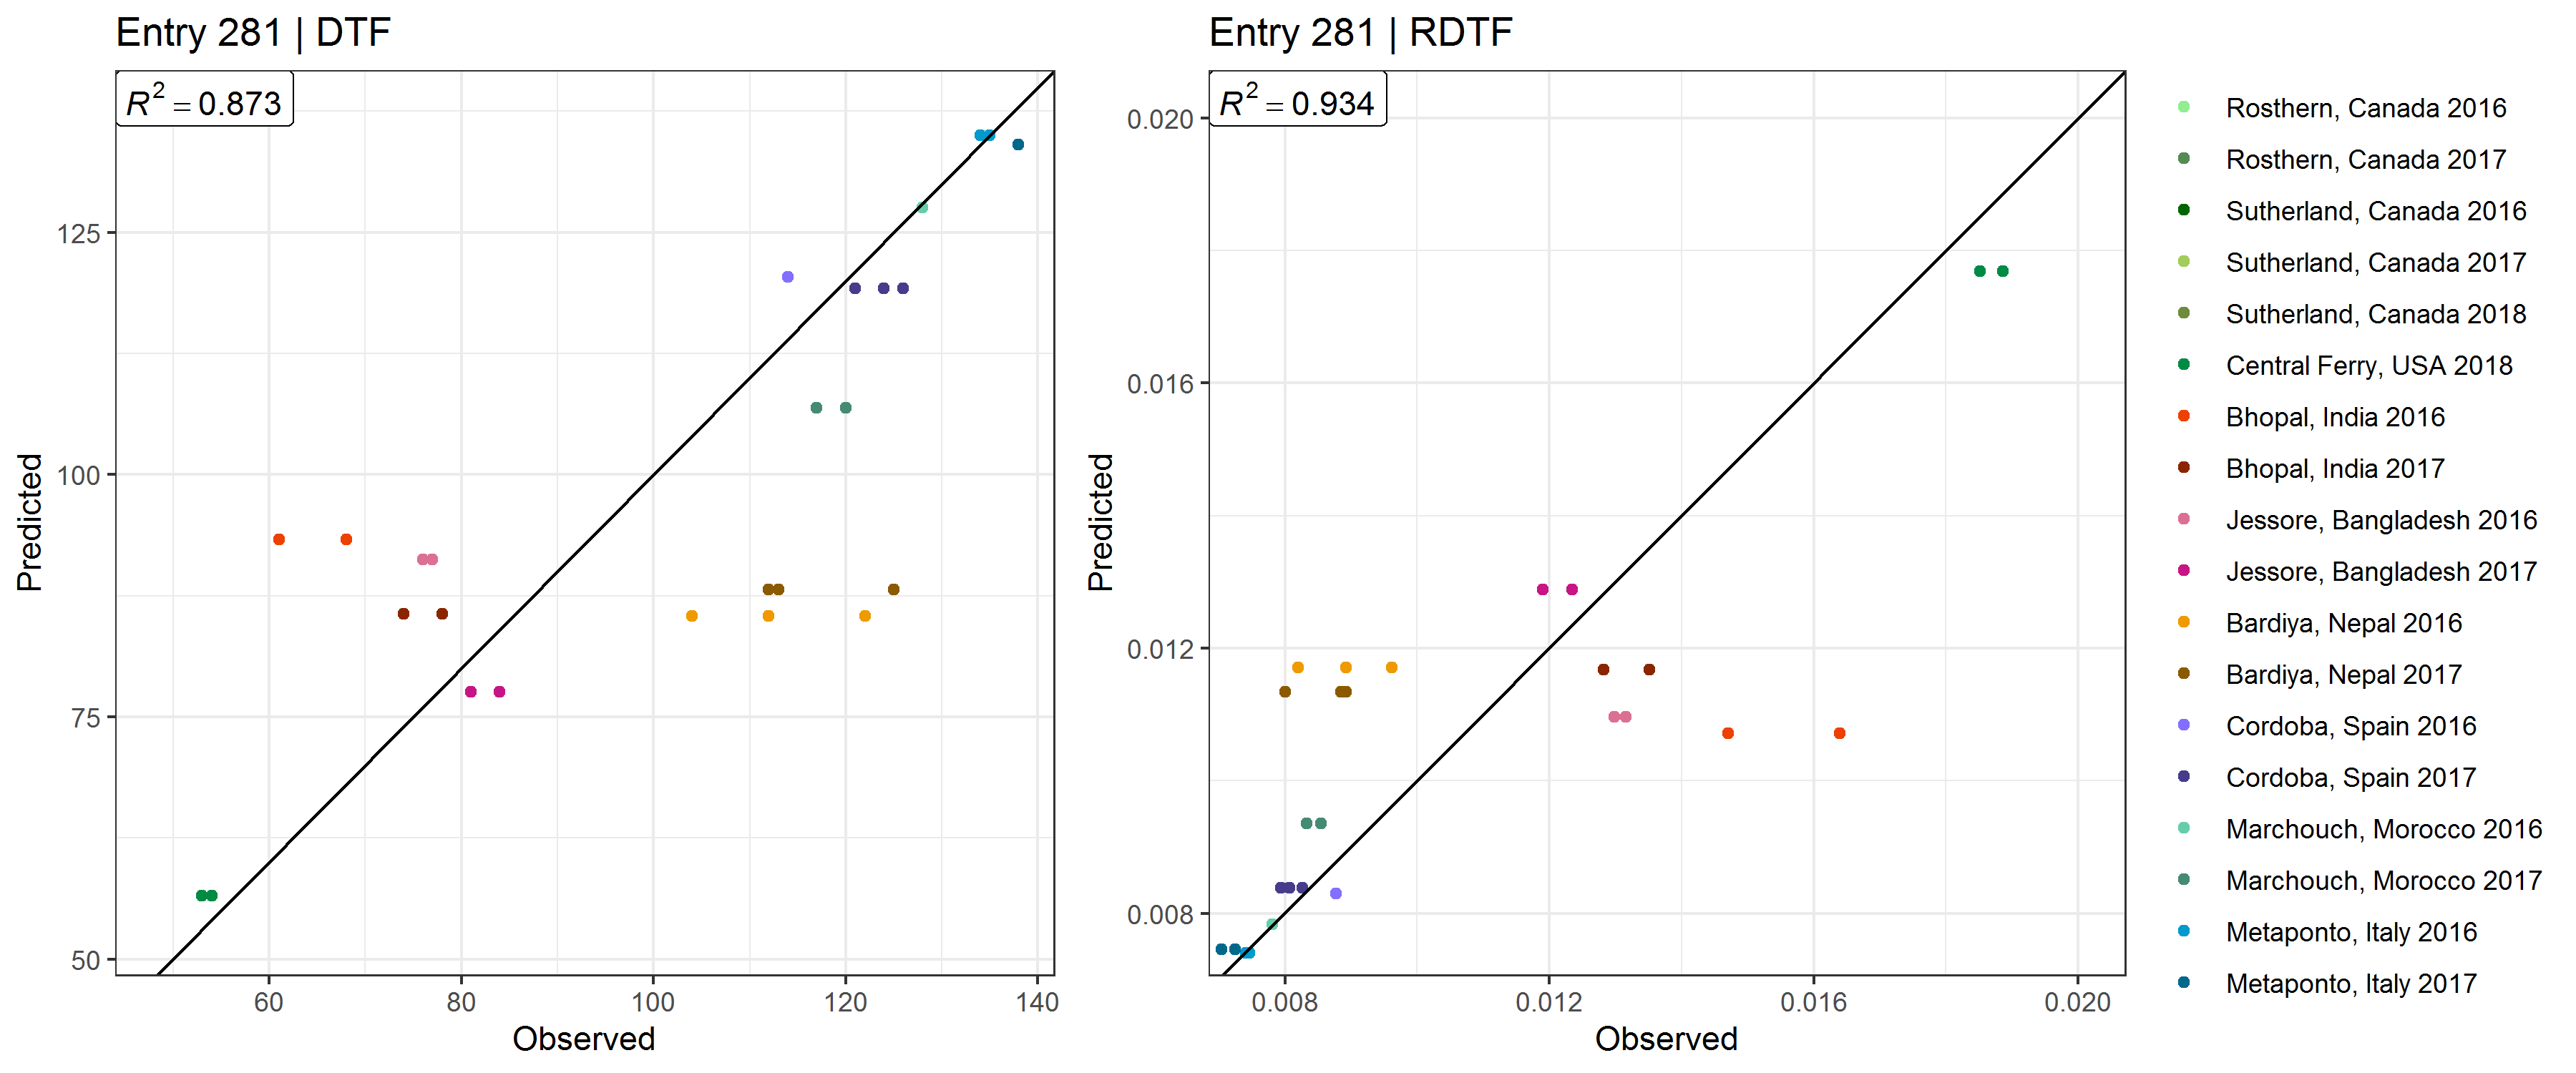 Entry 281 | DTF
R² = 0.873
125
100
75
50
Predicted
60 80 100 120 140
Observed
Entry 281 | RDTF
R² = 0.934
0.020
0.016
0.012
0.008
Predicted
0.008 0.012 0.016 0.020
Observed
Rosthern, Canada 2016
Rosthern, Canada 2017
Sutherland, Canada 2016
Sutherland, Canada 2017
Sutherland, Canada 2018
Central Ferry, USA 2018
Bhopal, India 2016
Bhopal, India 2017
Jessore, Bangladesh 2016
Jessore, Bangladesh 2017
Bardiya, Nepal 2016
Bardiya, Nepal 2017
Cordoba, Spain 2016
Cordoba, Spain 2017
Marchouch, Morocco 2016
Marchouch, Morocco 2017
Metaponto, Italy 2016
Metaponto, Italy 2017